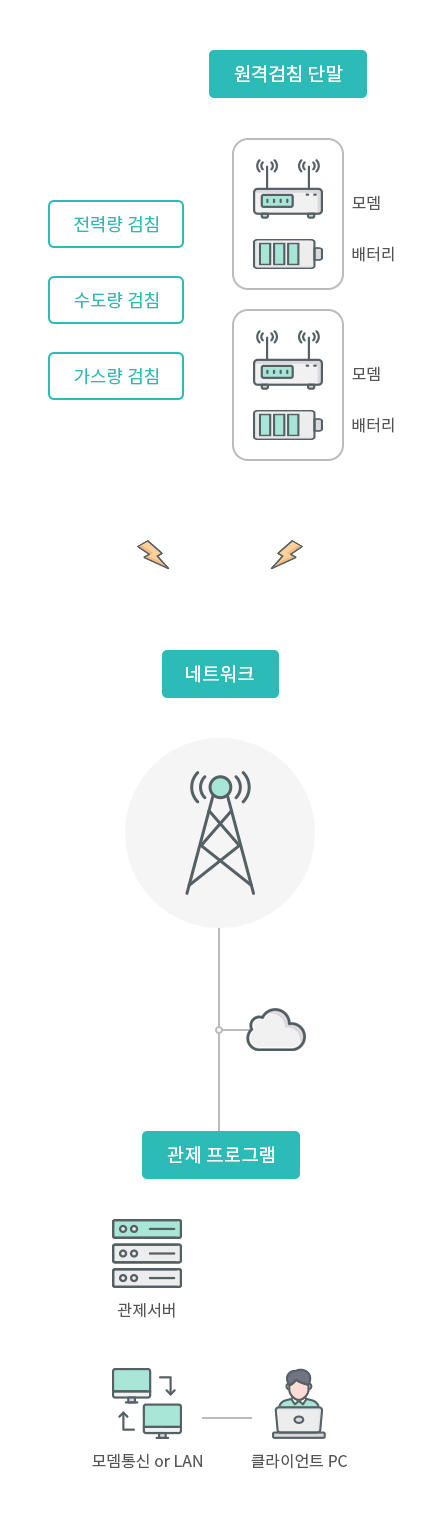 원격검침 단말
전력량 검침
수도량 검침
가스량 검침
모뎀
배터리
모뎀
배터리
네트워크
관제 프로그램
관제서버
모뎀통신 or LAN
클라이언트 PC